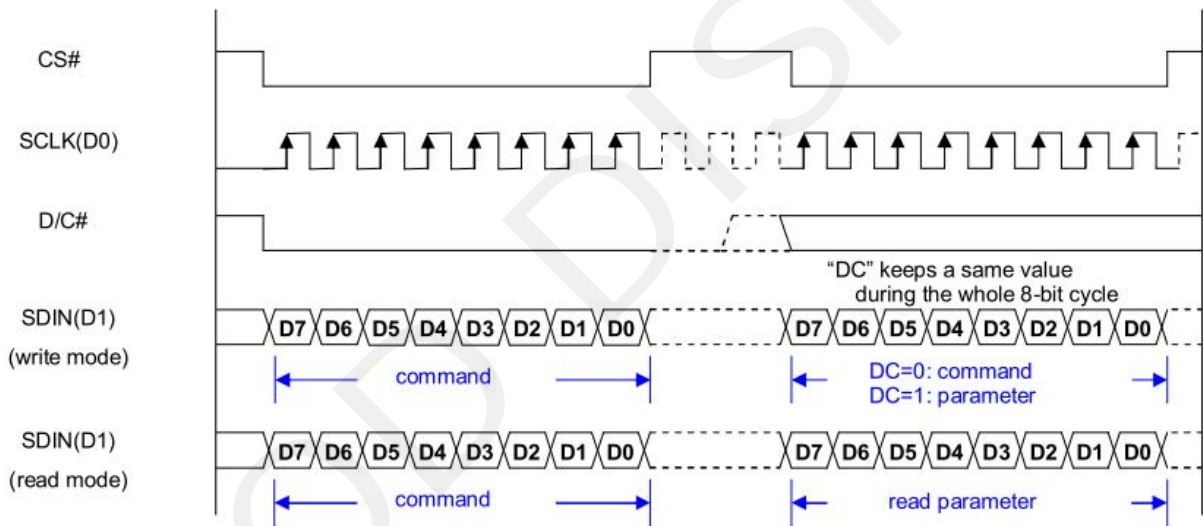 CS#
SCLK(D0)
D/C#
"DC" keeps a same value
during the whole 8-bit cycle
SDIN(D1)
(write mode)
D7 D6 D5 D4 D3 D2 D1 D0
D7 D6 D5 D4 D3 D2 D1 D0
command
DC=0: command
DC=1: parameter
SDIN(D1)
(read mode)
D7 D6 D5 D4 D3 D2 D1 D0
D7 D6 D5 D4 D3 D2 D1 D0
command
read parameter